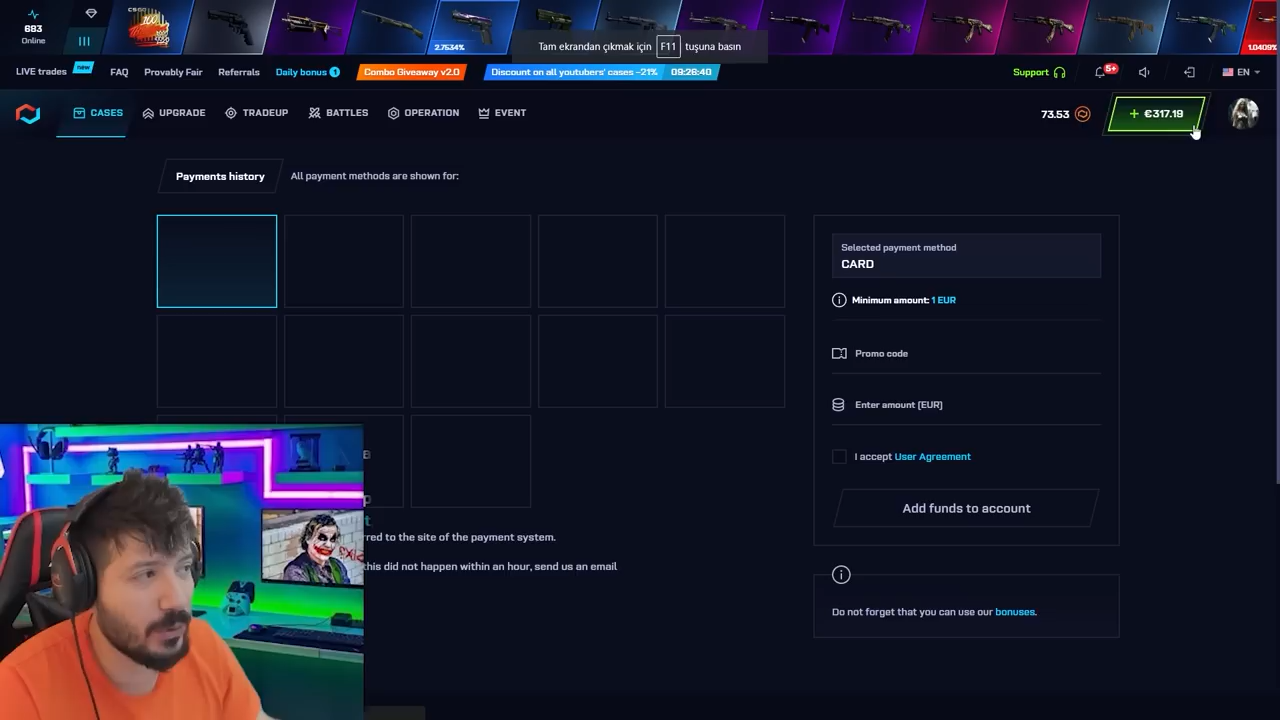 683
Online
CSGO
100
2.7534%
1.0409%
Tam ekrandan çıkmak için F11 tuşuna basın
LIVE trades new FAQ Provably Fair Referrals Daily bonus 1 Combo Giveaway v2.0 Discount on all youtubers' cases -21% 09:26:40 Support 5+ EN
CASES UPGRADE TRADEUP BATTLES OPERATION EVENT 73.53 + €317.19
Payments history All payment methods are shown for:
Selected payment method
CARD
Minimum amount: 1 EUR
Promo code
Enter amount (EUR)
I accept User Agreement
Add funds to account
red to the site of the payment system.
this did not happen within an hour, send us an email
Do not forget that you can use our bonuses.